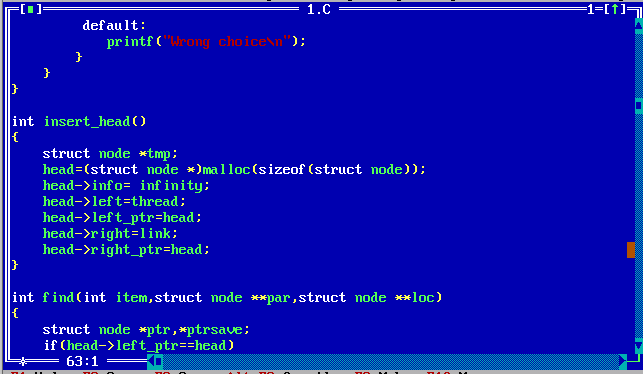 1.C 1=[↑]
default:
printf("Wrong choice\n");
}
}
}
int insert_head()
{
struct node *tmp;
head=(struct node *)malloc(sizeof(struct node));
head->info= infinity;
head->left=thread;
head->left_ptr=head;
head->right=link;
head->right_ptr=head;
}
int find(int item,struct node **par,struct node **loc)
{
struct node *ptr,*ptrsave;
if(head->left_ptr==head)
63:1